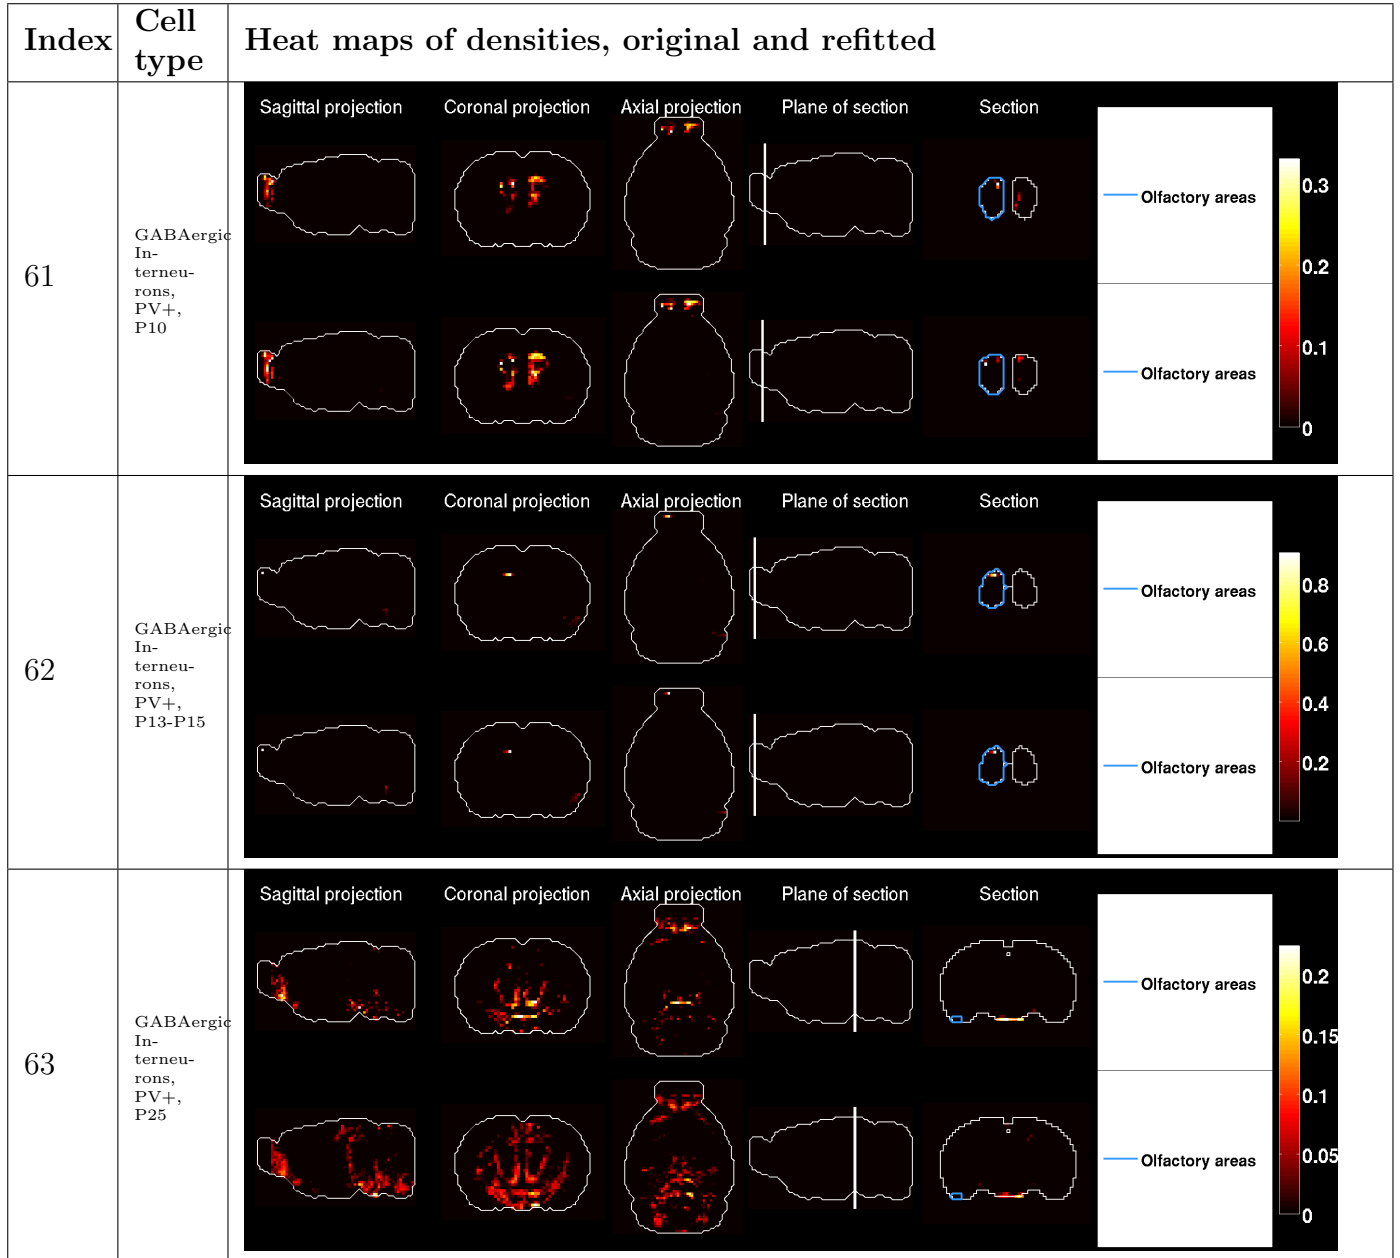 Index
Cell
type
Heat maps of densities, original and refitted
61
GABAergic
In-
terneu-
rons,
PV+,
P10
Sagittal projection
Coronal projection
Axial projection
Plane of section
Section
Olfactory areas
Olfactory areas
0.3
0.2
0.1
0
62
GABAergic
In-
terneu-
rons,
PV+,
P13-P15
Sagittal projection
Coronal projection
Axial projection
Plane of section
Section
Olfactory areas
Olfactory areas
0.8
0.6
0.4
0.2
63
GABAergic
In-
terneu-
rons,
PV+,
P25
Sagittal projection
Coronal projection
Axial projection
Plane of section
Section
Olfactory areas
Olfactory areas
0.2
0.15
0.1
0.05
0